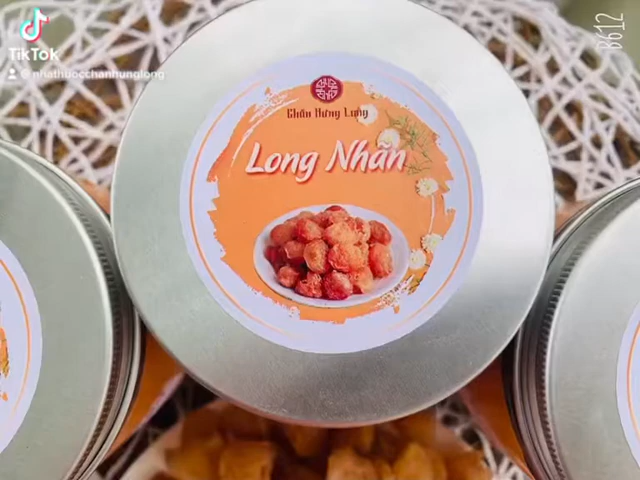 TikTok
@nhathuocchanhunglong
B612
Chấn Hưng Long
Long Nhãn